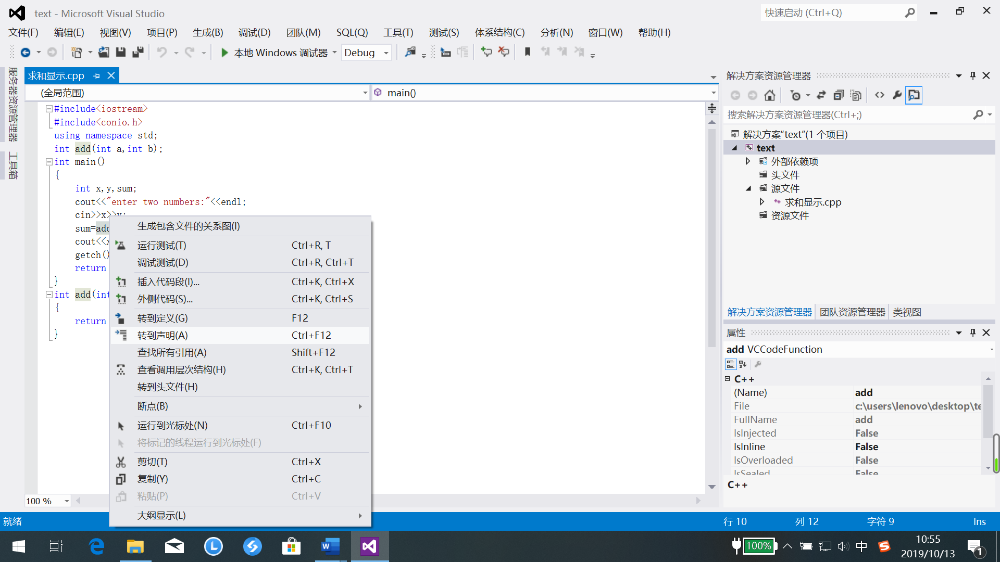 text - Microsoft Visual Studio
快速启动 (Ctrl+Q)
文件(F) 编辑(E) 视图(V) 项目(P) 生成(B) 调试(D) 团队(M) SQL(Q) 工具(T) 测试(S) 体系结构(C) 分析(N) 窗口(W) 帮助(H)
本地 Windows 调试器 Debug
服务器资源管理器
工具箱
求和显示.cpp
(全局范围) main()
#include<iostream>
#include<conio.h>
using namespace std;
int add(int a,int b);
int main()
{
int x,y,sum;
cout<<"enter two numbers:"<<endl;
cin>>x>>y;
sum=add
cout<<x
getch()
return
}
int add(int
{
return
}
生成包含文件的关系图(I)
运行测试(T) Ctrl+R, T
调试测试(D) Ctrl+R, Ctrl+T
插入代码段(I)... Ctrl+K, Ctrl+X
外侧代码(S)... Ctrl+K, Ctrl+S
转到定义(G) F12
转到声明(A) Ctrl+F12
查找所有引用(A) Shift+F12
查看调用层次结构(H) Ctrl+K, Ctrl+T
转到头文件(H)
断点(B)
运行到光标处(N) Ctrl+F10
将标记的线程运行到光标处(F)
剪切(T) Ctrl+X
复制(Y) Ctrl+C
粘贴(P) Ctrl+V
大纲显示(L)
100 %
解决方案资源管理器
搜索解决方案资源管理器(Ctrl+;)
解决方案"text"(1 个项目)
text
外部依赖项
头文件
源文件
求和显示.cpp
资源文件
解决方案资源管理器 团队资源管理器 类视图
属性
add VCCodeFunction
C++
(Name) add
File c:\users\lenovo\desktop\te
FullName add
IsInjected False
IsInline False
IsOverloaded False
IsSealed False
C++
就绪 行 10 列 12 字符 9 Ins
100% 中 10:55
2019/10/13
1